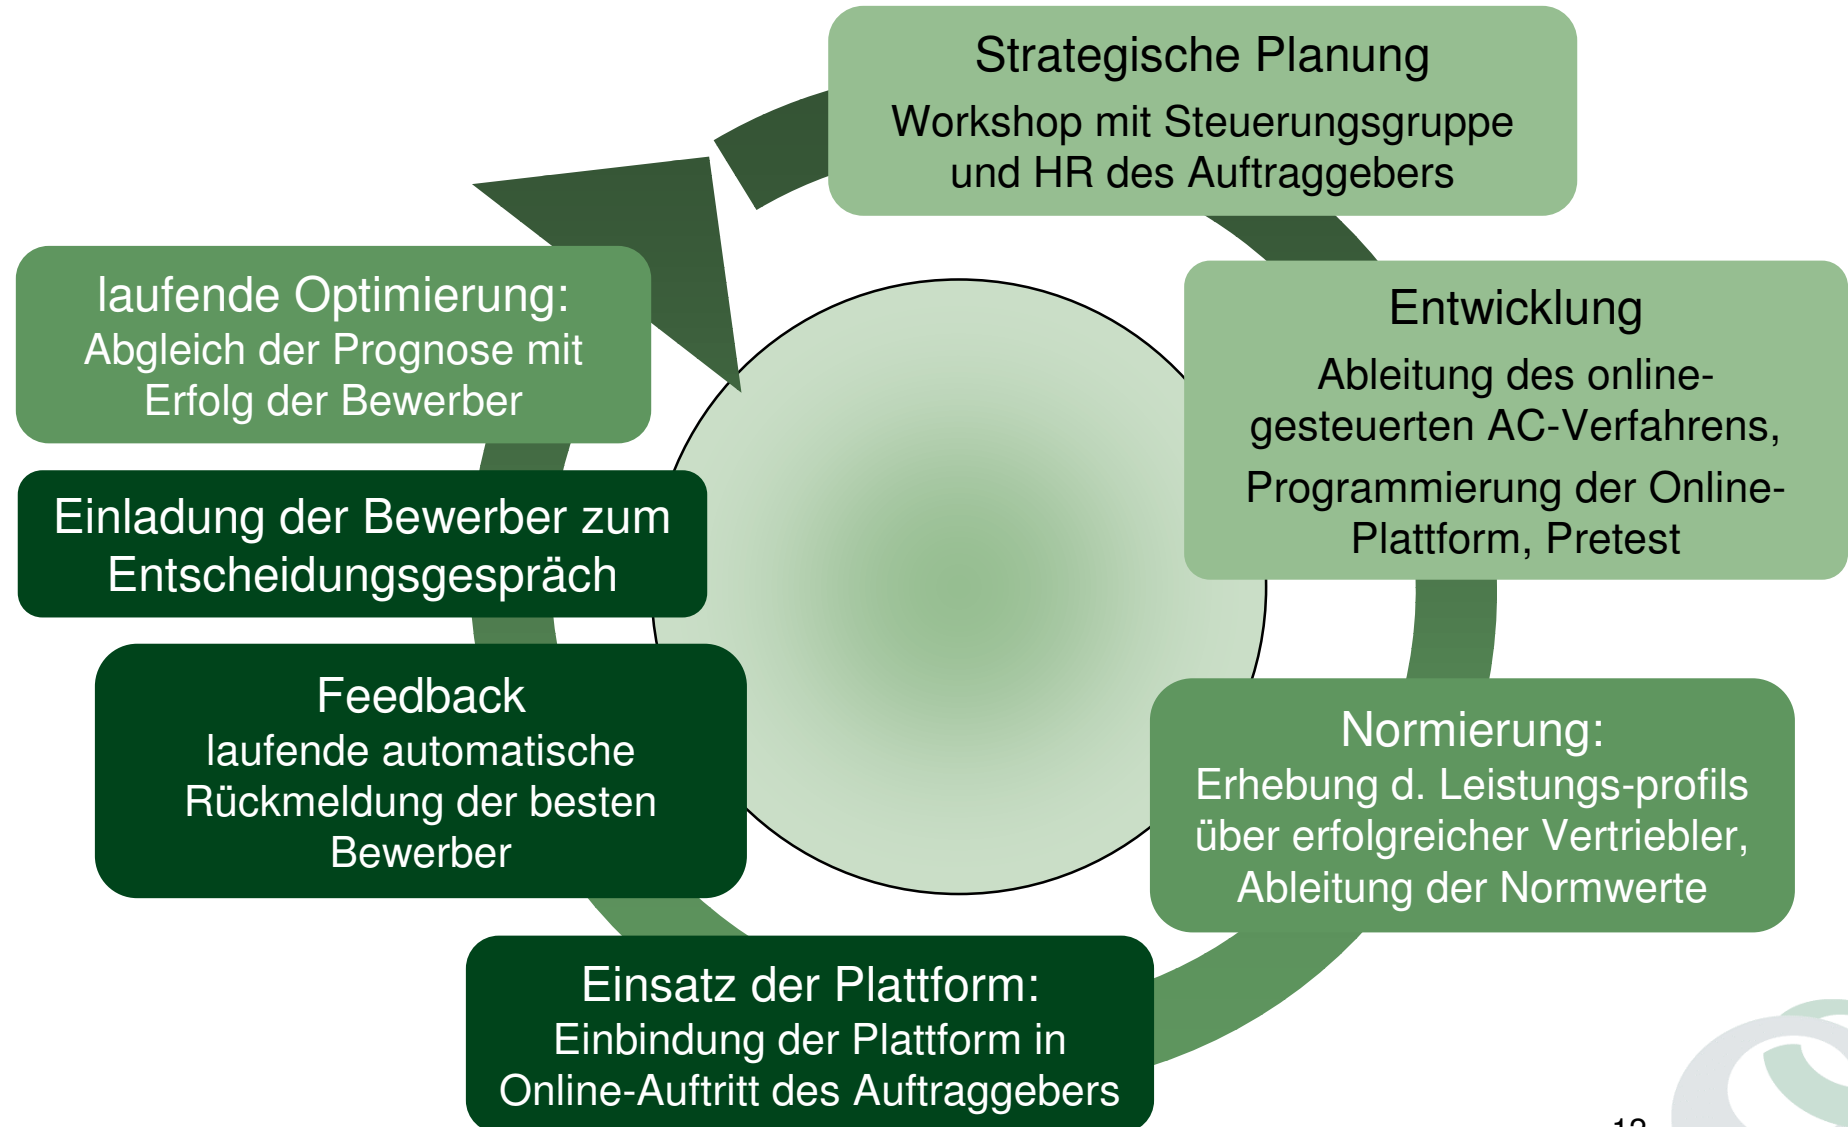 Strategische Planung
Workshop mit Steuerungsgruppe
und HR des Auftraggebers
Entwicklung
Ableitung des online-
gesteuerten AC-Verfahrens,
Programmierung der Online-
Plattform, Pretest
Normierung:
Erhebung d. Leistungs-profils
über erfolgreicher Vertriebler,
Ableitung der Normwerte
Einsatz der Plattform:
Einbindung der Plattform in
Online-Auftritt des Auftraggebers
Feedback
laufende automatische
Rückmeldung der besten
Bewerber
Einladung der Bewerber zum
Entscheidungsgespräch
laufende Optimierung:
Abgleich der Prognose mit
Erfolg der Bewerber